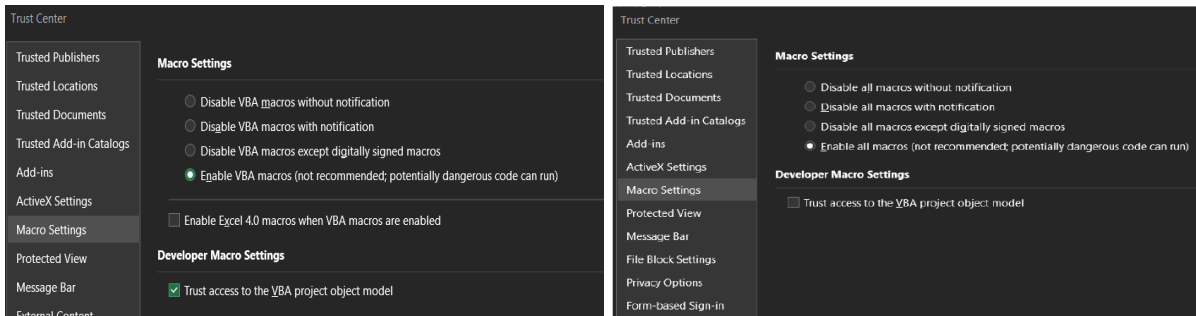 Trust Center
Trusted Publishers
Trusted Locations
Trusted Documents
Trusted Add-in Catalogs
Add-ins
ActiveX Settings
Macro Settings
Protected View
Message Bar
External Content
Macro Settings
Disable VBA macros without notification
Disable VBA macros with notification
Disable VBA macros except digitally signed macros
Enable VBA macros (not recommended; potentially dangerous code can run)
Enable Excel 4.0 macros when VBA macros are enabled
Developer Macro Settings
Trust access to the VBA project object model
Trust Center
Trusted Publishers
Trusted Locations
Trusted Documents
Trusted Add-in Catalogs
Add-ins
ActiveX Settings
Macro Settings
Protected View
Message Bar
File Block Settings
Privacy Options
Form-based Sign-in
Macro Settings
Disable all macros without notification
Disable all macros with notification
Disable all macros except digitally signed macros
Enable all macros (not recommended; potentially dangerous code can run)
Developer Macro Settings
Trust access to the VBA project object model